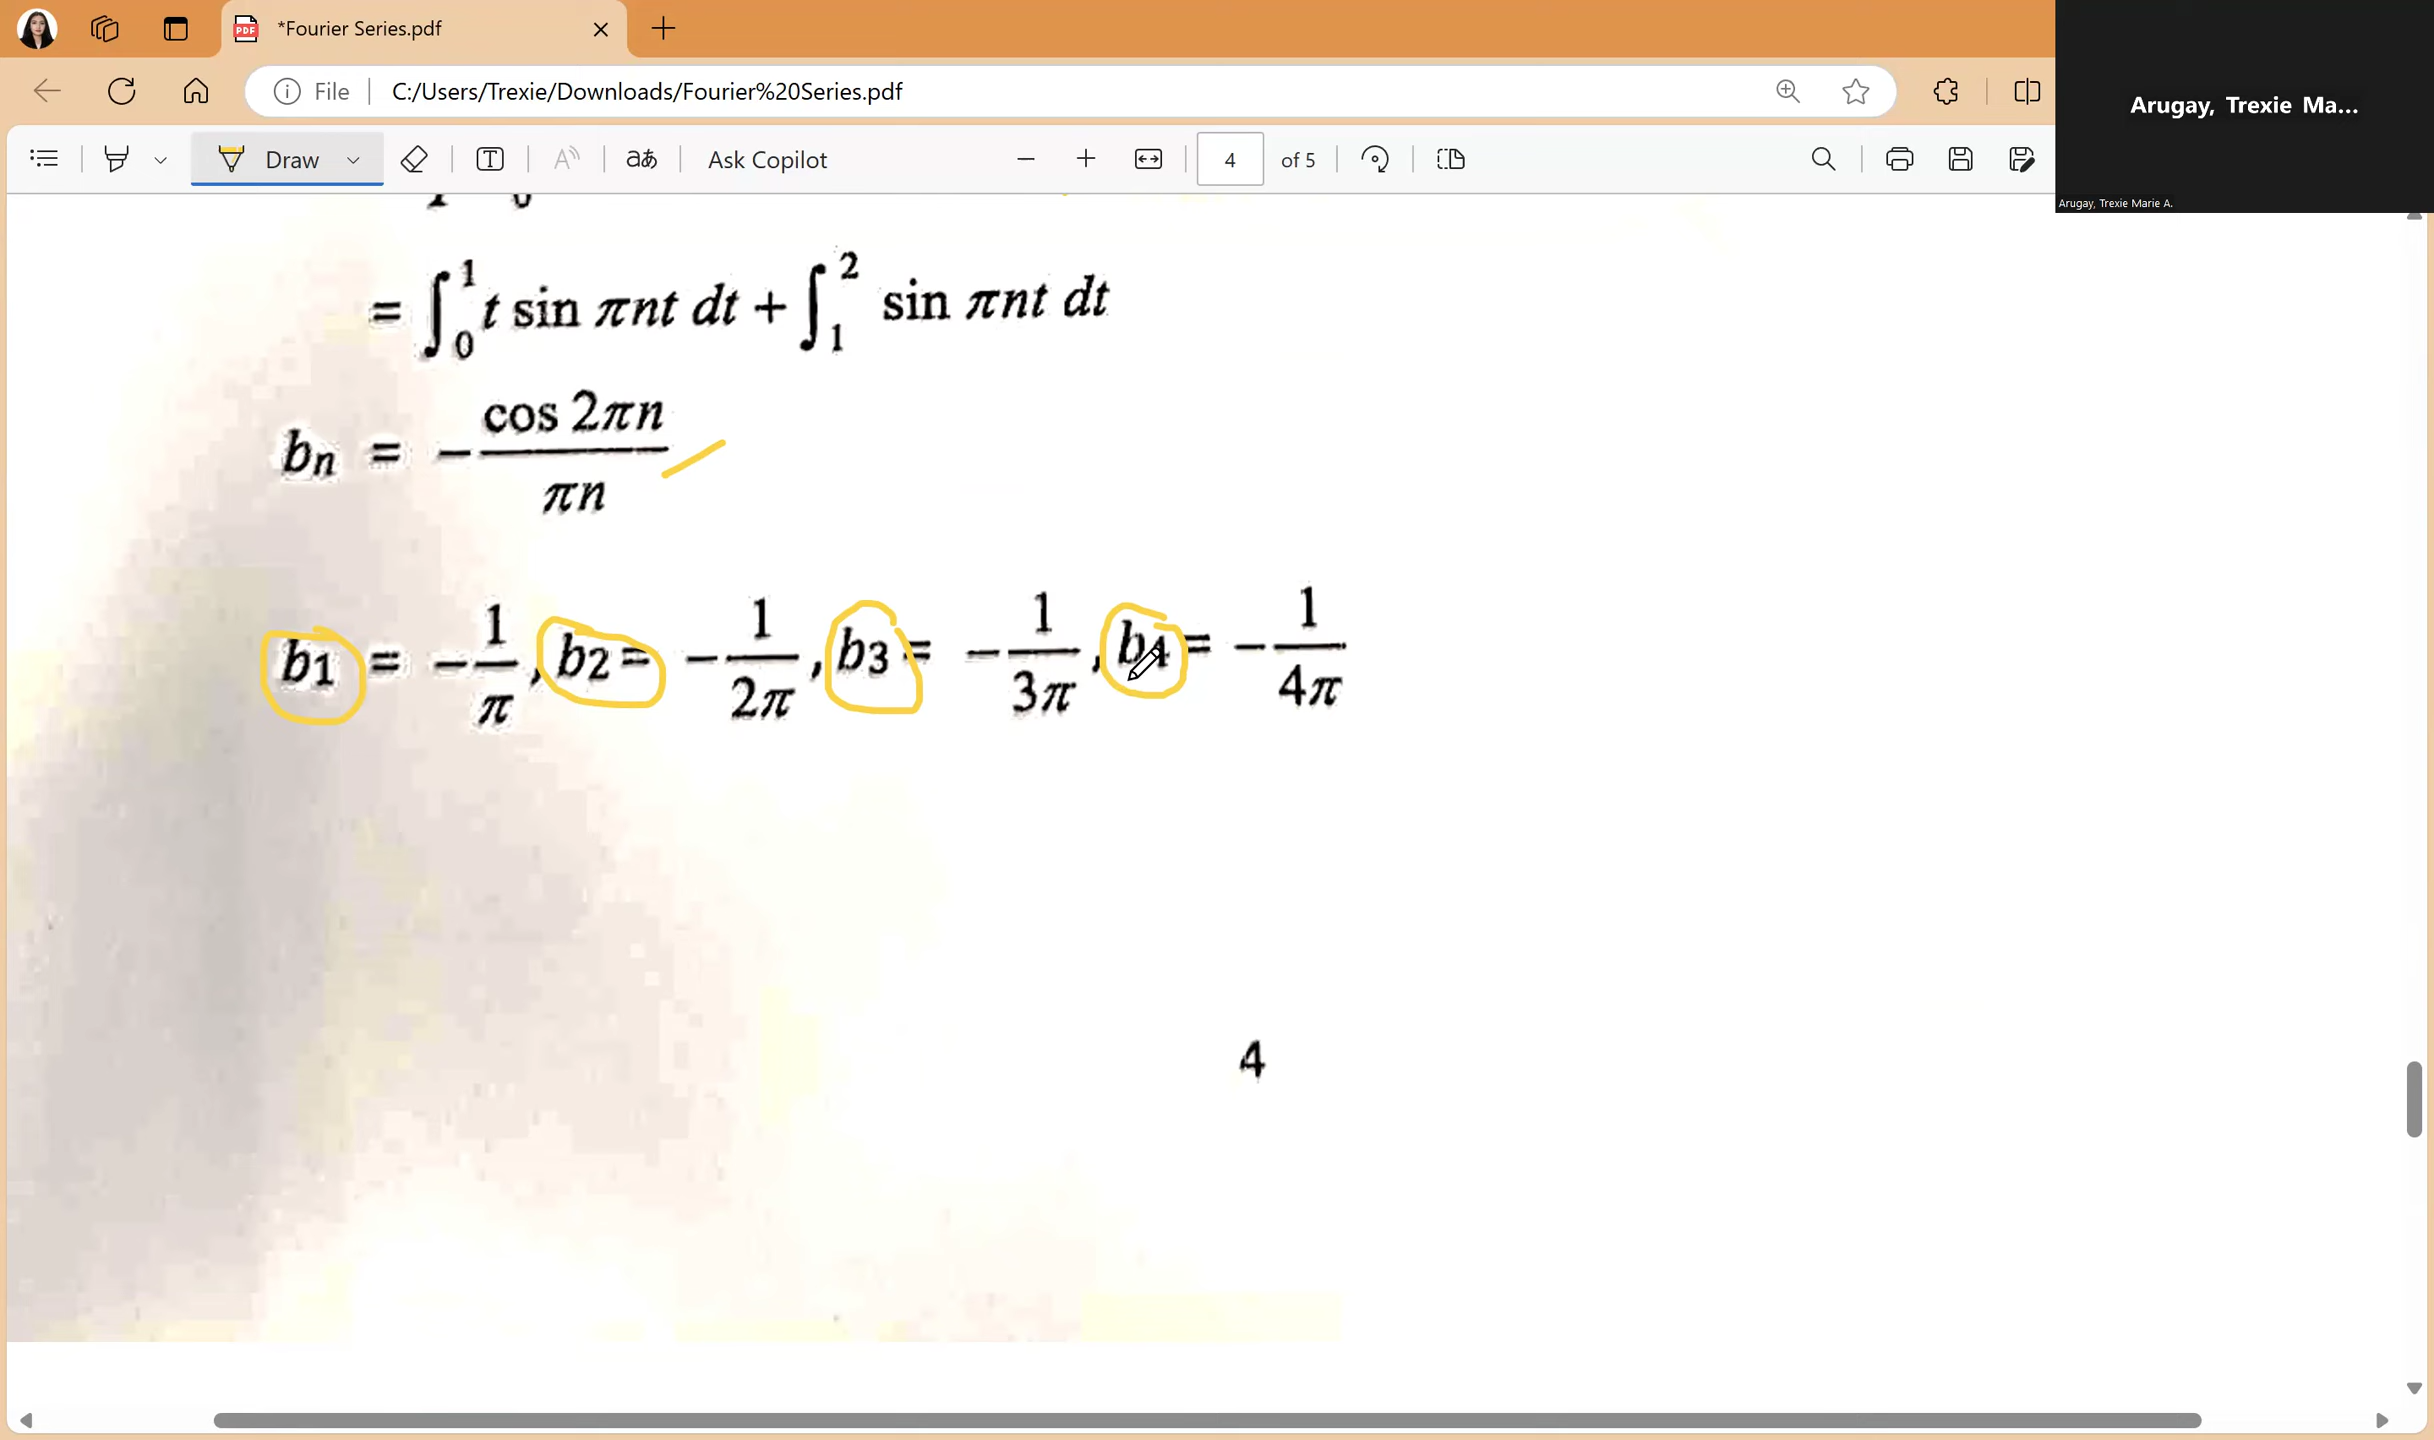 *Fourier Series.pdf
File C:/Users/Trexie/Downloads/Fourier%20Series.pdf
Draw Ask Copilot 4 of 5
Arugay, Trexie Ma...
Arugay, Trexie Marie A.
= ∫₀¹ t sin πnt dt + ∫₁² sin πnt dt
bn = − cos 2πn / πn
b1 = − 1/π, b2 = − 1/2π, b3 = − 1/3π, b4 = − 1/4π
4